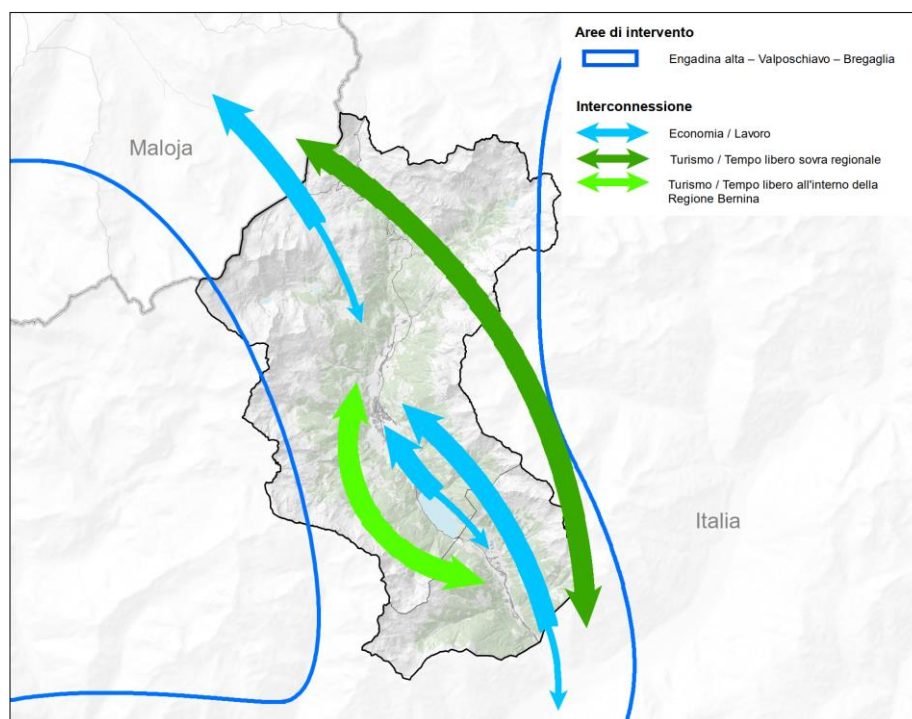 Aree di intervento
Engadina alta – Valposchiavo – Bregaglia
Interconnessione
Economia / Lavoro
Turismo / Tempo libero sovra regionale
Turismo / Tempo libero all'interno della
Regione Bernina
Maloja
Italia